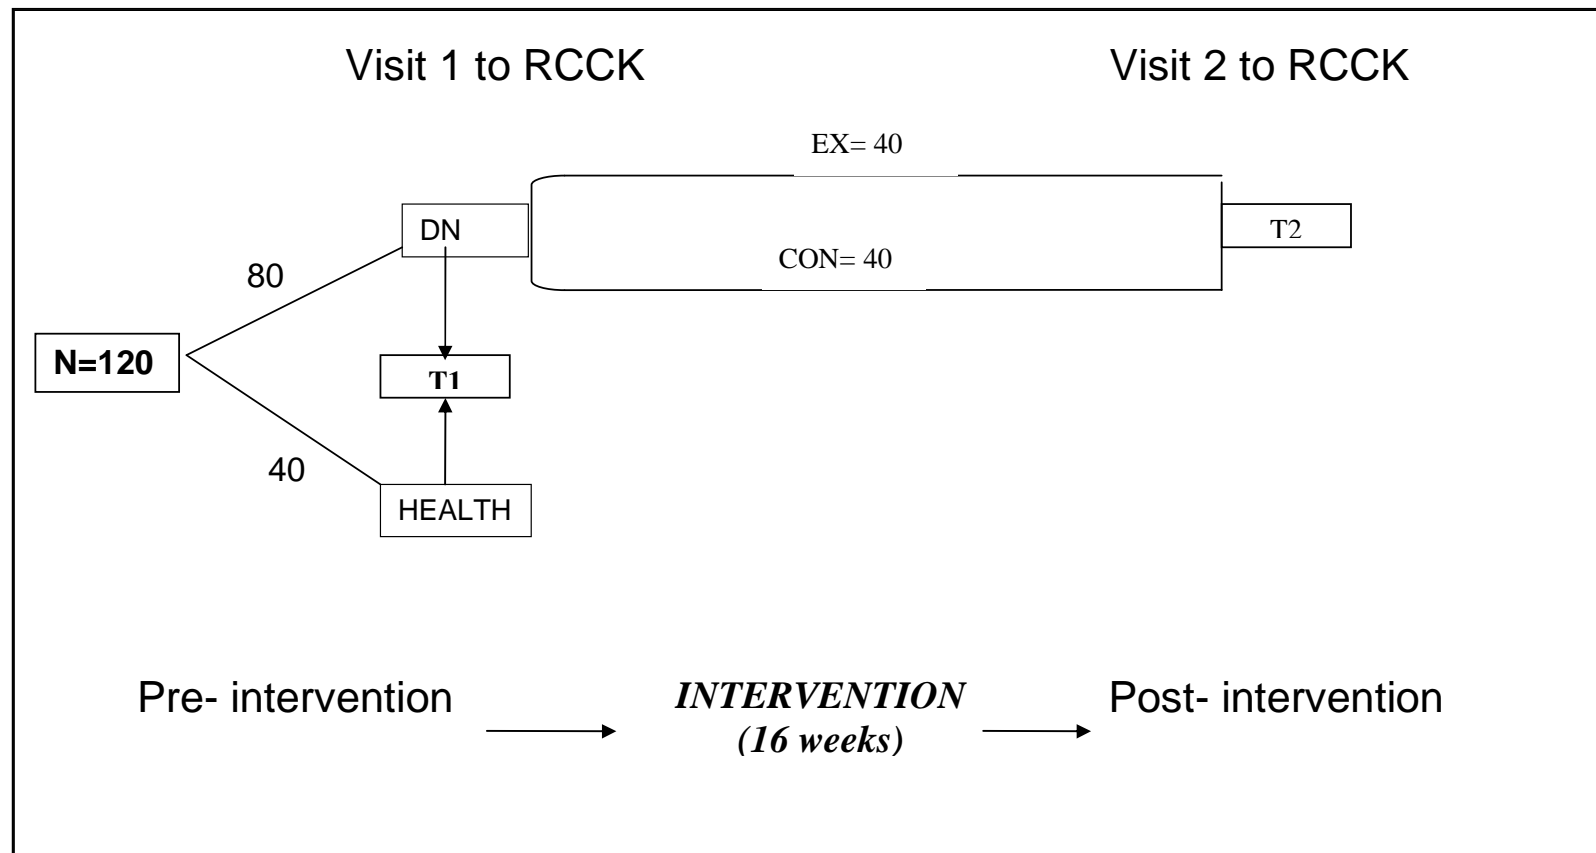 Visit 1 to RCCK
Visit 2 to RCCK
EX= 40
DN
T2
CON= 40
80
N=120
T1
40
HEALTH
Pre- intervention
INTERVENTION
(16 weeks)
Post- intervention